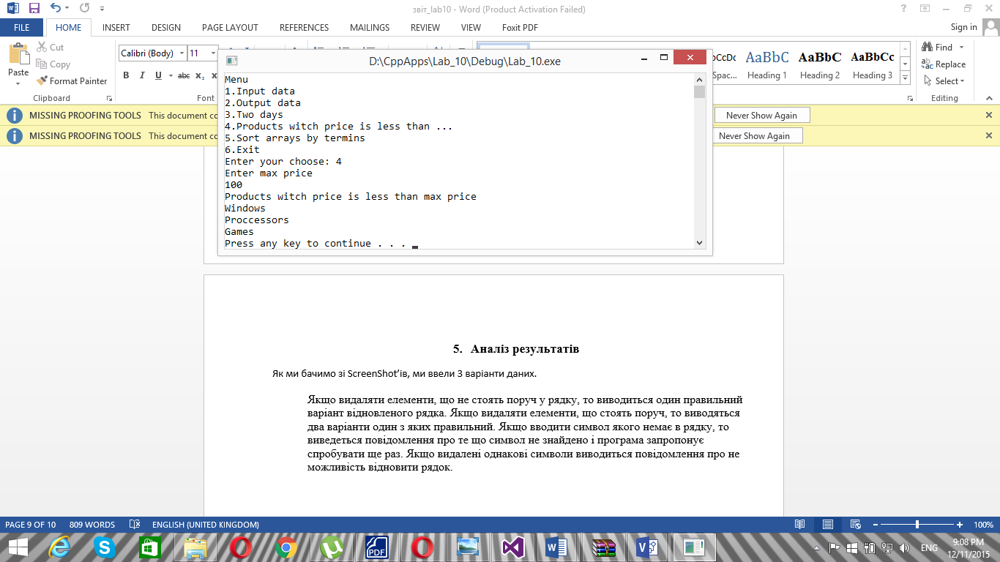 звіт_lab10 - Word (Product Activation Failed)
FILE HOME INSERT DESIGN PAGE LAYOUT REFERENCES MAILINGS REVIEW VIEW Foxit PDF Sign in
Cut
Copy
Format Painter
Paste
Clipboard
Calibri (Body) 11
B I U abc x
Font
Spac...
AaBbC AaBbC AaBbCc
Heading 1 Heading 2 Heading 3
Find
Replace
Select
Editing
MISSING PROOFING TOOLS This document co Never Show Again
MISSING PROOFING TOOLS This document co Never Show Again
D:\CppApps\Lab_10\Debug\Lab_10.exe
Menu
1.Input data
2.Output data
3.Two days
4.Products witch price is less than ...
5.Sort arrays by termins
6.Exit
Enter your choose: 4
Enter max price
100
Products witch price is less than max price
Windows
Proccessors
Games
Press any key to continue . . .
5. Аналіз результатів
Як ми бачимо зі ScreenShot’ів, ми ввели 3 варіанти даних.
Якщо видаляти елементи, що не стоять поруч у рядку, то виводиться один правильний
варіант відновленого рядка. Якщо видаляти елементи, що стоять поруч, то виводяться
два варіанти один з яких правильний. Якщо вводити символ якого немає в рядку, то
виведеться повідомлення про те що символ не знайдено і програма запропонує
спробувати ще раз. Якщо видалені однакові символи виводиться повідомлення про не
можливість відновити рядок.
PAGE 9 OF 10 809 WORDS ENGLISH (UNITED KINGDOM) 100%
PDF
ENG
9:08 PM
12/11/2015